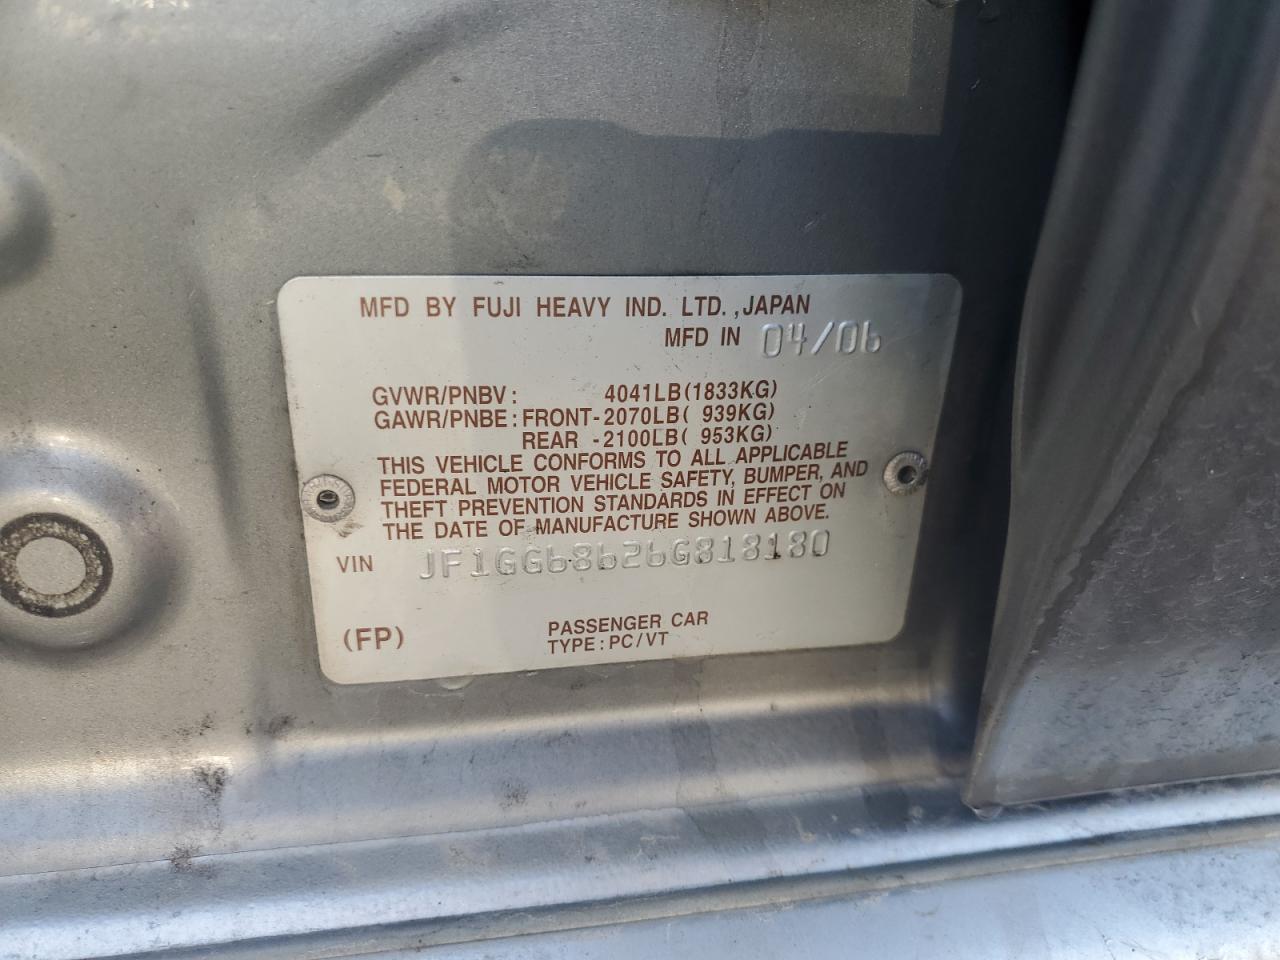 MFD BY FUJI HEAVY IND. LTD.,JAPAN
MFD IN 04/06
GVWR/PNBV: 4041LB(1833KG)
GAWR/PNBE: FRONT-2070LB( 939KG)
REAR -2100LB( 953KG)
THIS VEHICLE CONFORMS TO ALL APPLICABLE
FEDERAL MOTOR VEHICLE SAFETY, BUMPER, AND
THEFT PREVENTION STANDARDS IN EFFECT ON
THE DATE OF MANUFACTURE SHOWN ABOVE.
VIN JF1GG68626G818180
(FP) PASSENGER CAR
TYPE: PC/VT